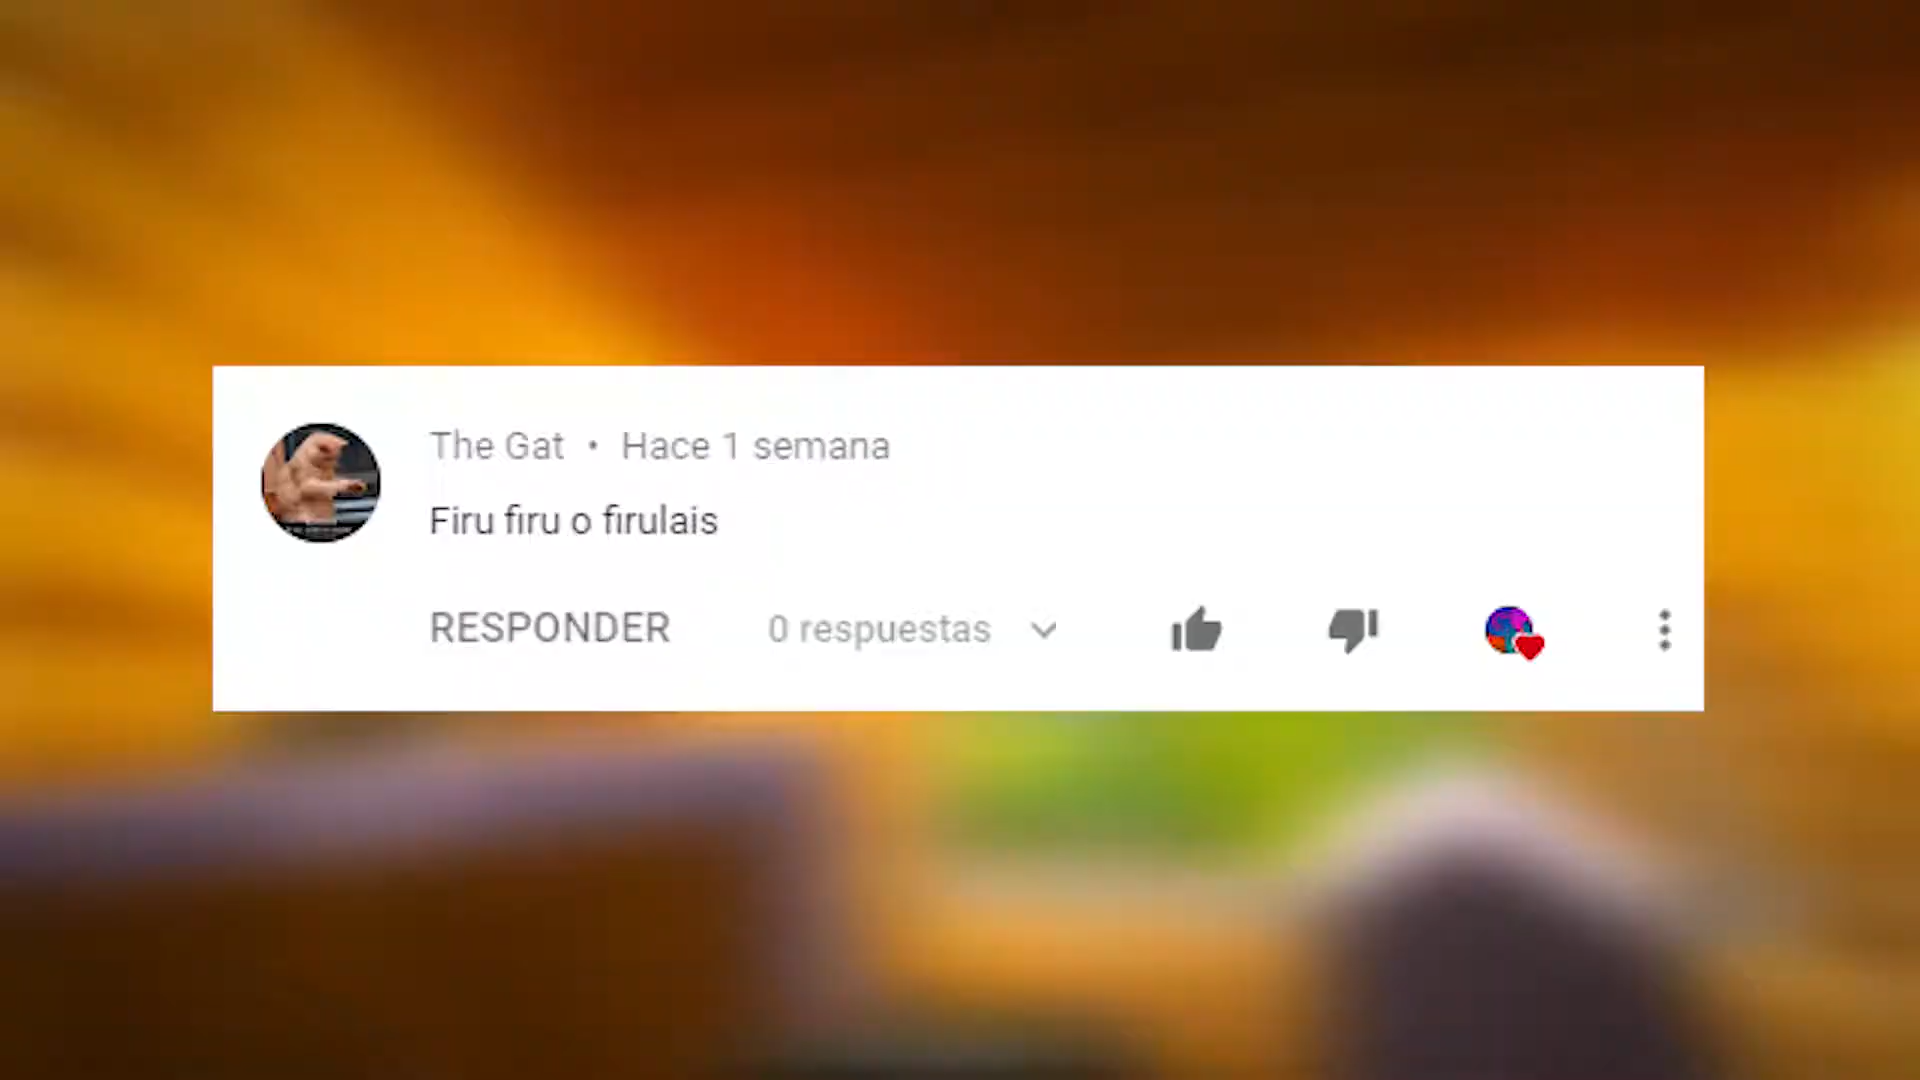 The Gat • Hace 1 semana
Firu firu o firulais
RESPONDER 0 respuestas